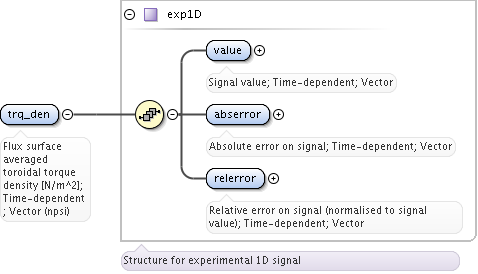 exp1D
value
Signal value; Time-dependent; Vector
trq_den
abserror
Flux surface
averaged
toroidal torque
density [N/m^2];
Time-dependent
; Vector (npsi)
Absolute error on signal; Time-dependent; Vector
relerror
Relative error on signal (normalised to signal
value); Time-dependent; Vector
Structure for experimental 1D signal